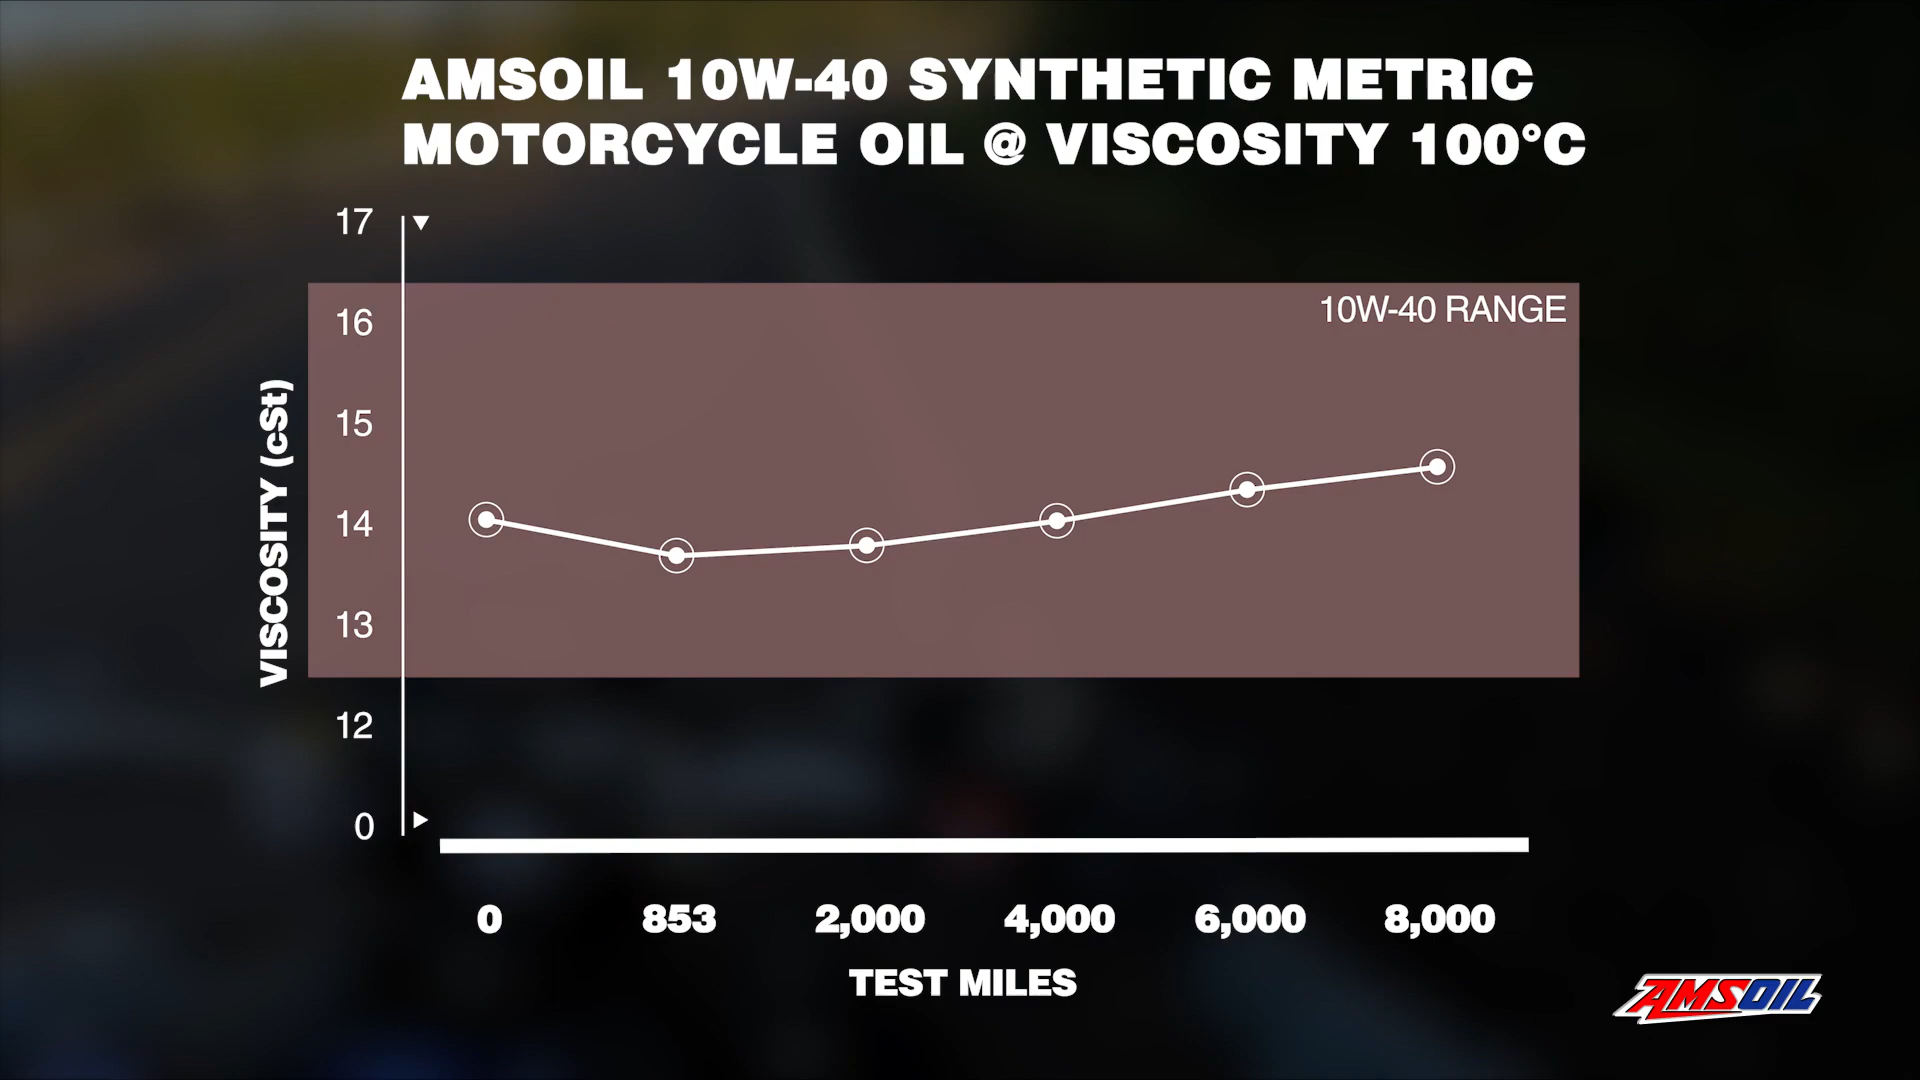 AMSOIL 10W-40 SYNTHETIC METRIC
MOTORCYCLE OIL @ VISCOSITY 100°C
17
16
15
14
13
12
0
VISCOSITY (cSt)
10W-40 RANGE
0
853
2,000
4,000
6,000
8,000
TEST MILES
AMSOIL